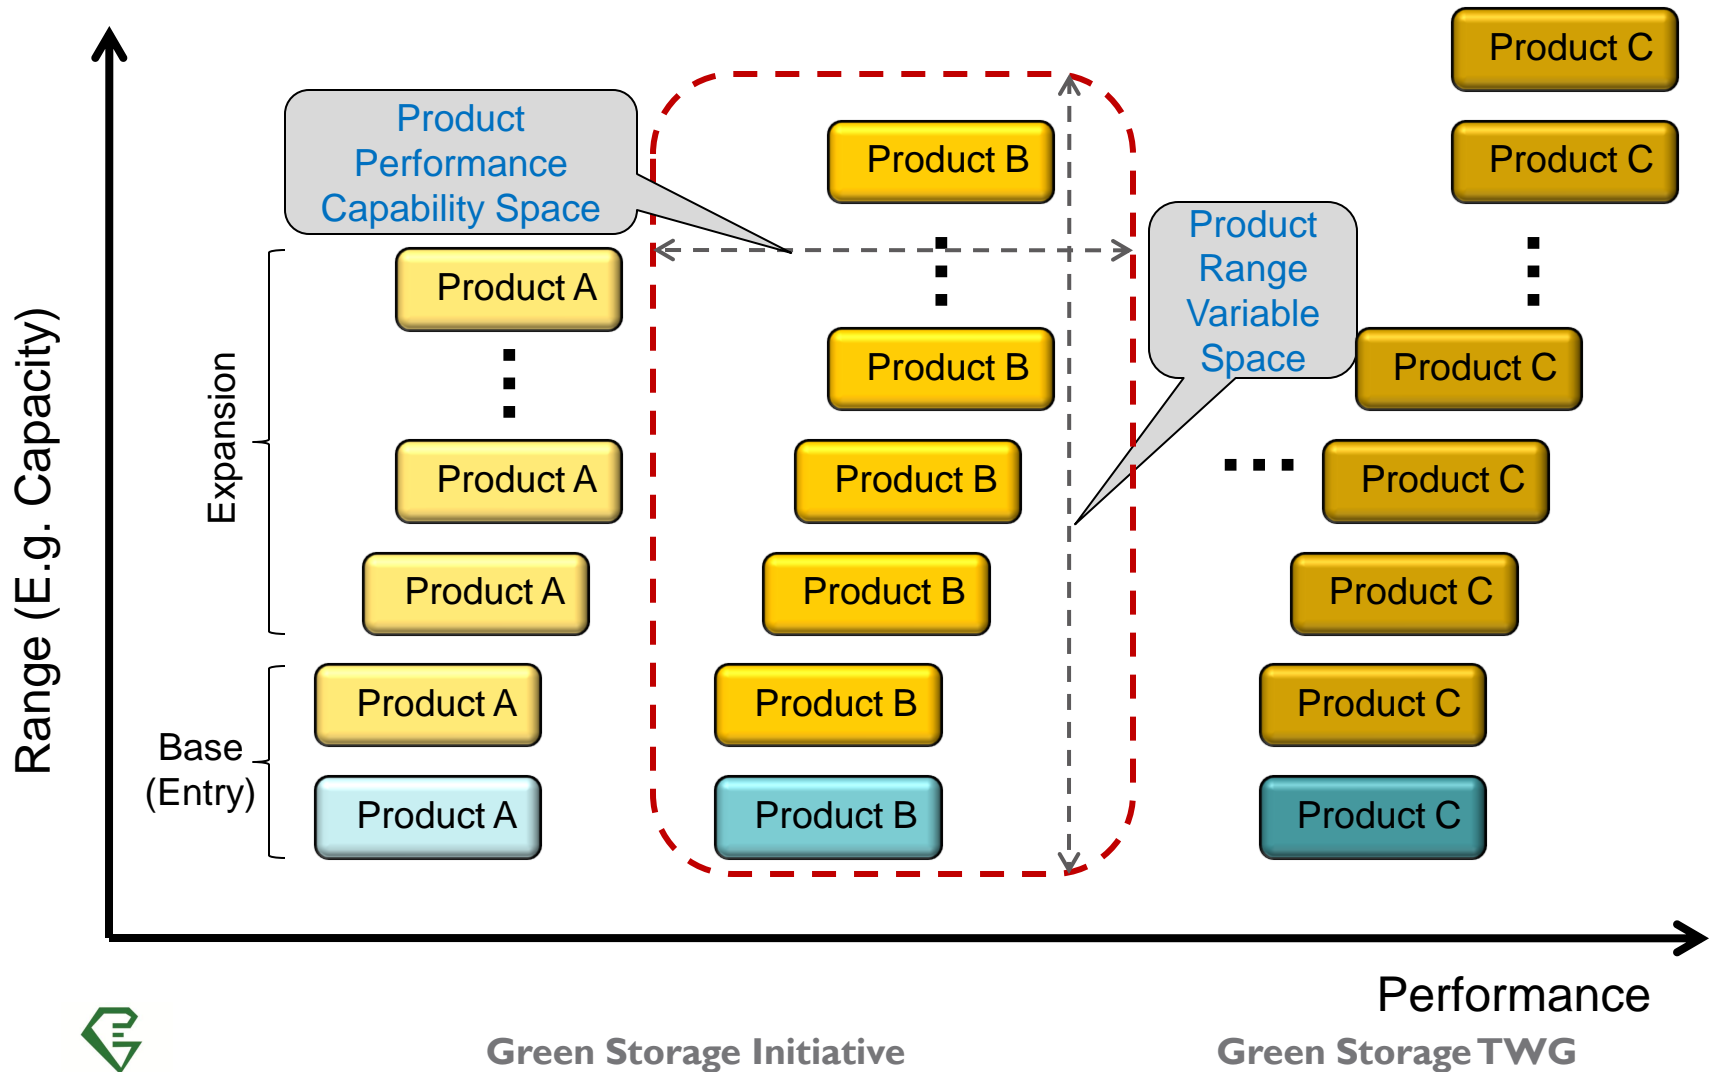 Product C
Product
Performance
Capability Space
Product B
Product C
Product
Range
Variable
Space
Product A
Product B
Product C
Range (E.g. Capacity)
Expansion
Product A
Product B
Product C
Product A
Product B
Product C
Base
(Entry)
Product A
Product B
Product C
Product A
Product B
Product C
Performance
Green Storage Initiative
Green Storage TWG